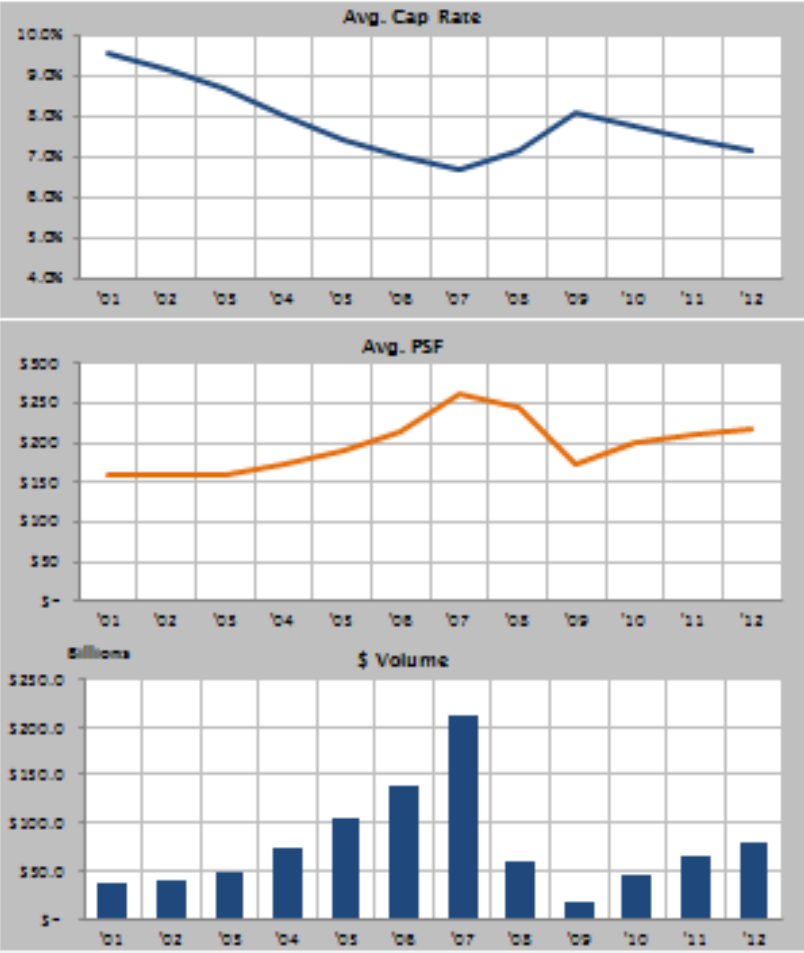 Avg. Cap Rate
10.0%
9.0%
8.0%
7.0%
6.0%
5.0%
4.0%
'01 '02 '03 '04 '05 '06 '07 '08 '09 '10 '11 '12
Avg. PSF
$300
$250
$200
$150
$100
$50
$-
'01 '02 '03 '04 '05 '06 '07 '08 '09 '10 '11 '12
Billions
$ Volume
$250.0
$200.0
$150.0
$100.0
$50.0
$-
'01 '02 '03 '04 '05 '06 '07 '08 '09 '10 '11 '12